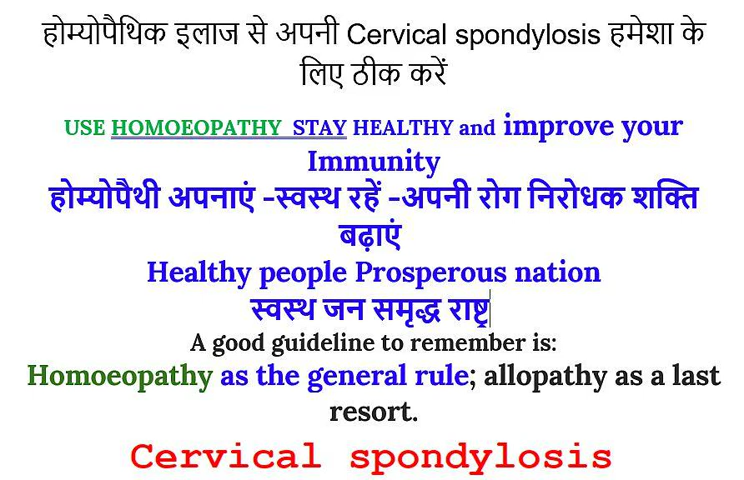 होम्योपैथिक इलाज से अपनी Cervical spondylosis हमेशा के
लिए ठीक करें
USE HOMOEOPATHY STAY HEALTHY and improve your
Immunity
होम्योपैथी अपनाएं -स्वस्थ रहें -अपनी रोग निरोधक शक्ति
बढ़ाएं
Healthy people Prosperous nation
स्वस्थ जन समृद्ध राष्ट्र
A good guideline to remember is:
Homoeopathy as the general rule; allopathy as a last
resort.
Cervical spondylosis